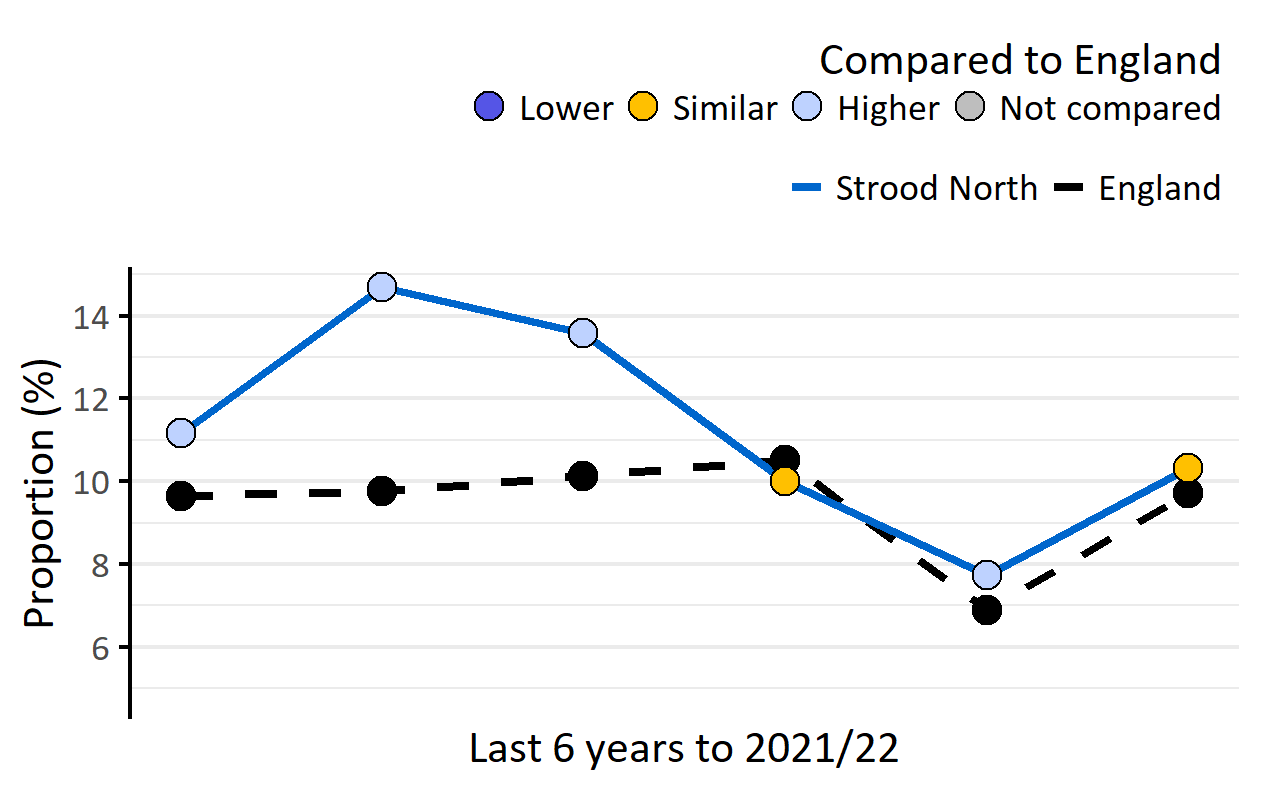 Compared to England
Lower Similar Higher Not compared
Strood North England
Proportion (%)
14
12
10
8
6
Last 6 years to 2021/22